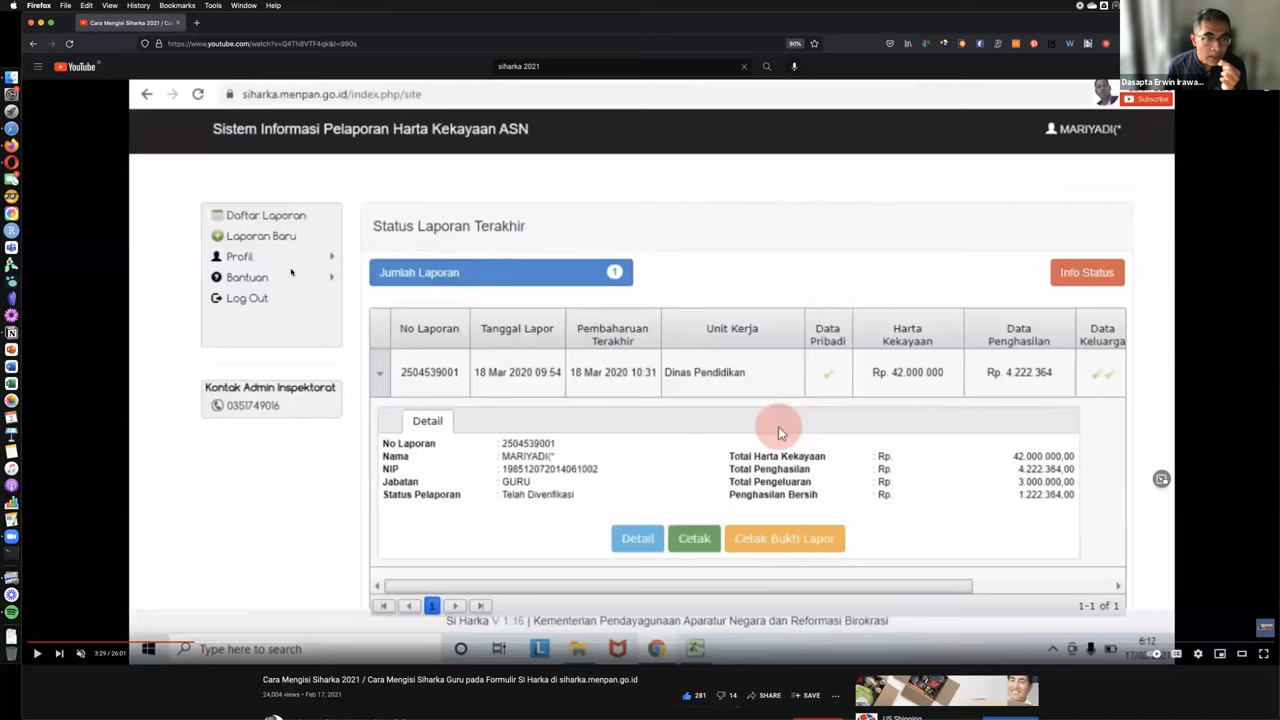 Firefox File Edit View History Bookmarks Tools Window Help
Cara Mengisi Siharka 2021 / Ca
https://www.youtube.com/watch?v=Q4Th8VTF4qk&t=990s
90%
YouTube
siharka 2021
Dasapta Erwin Irawa...
Subscribe
siharka.menpan.go.id/index.php/site
Sistem Informasi Pelaporan Harta Kekayaan ASN
MARIYADI(*
Daftar Laporan
Laporan Baru
Profil
Bantuan
Log Out
Kontak Admin Inspektorat
0351749016
Status Laporan Terakhir
Jumlah Laporan 1
Info Status
No Laporan Tanggal Lapor Pembaharuan Terakhir Unit Kerja Data Pribadi Harta Kekayaan Data Penghasilan Data Keluarga
2504539001 18 Mar 2020 09:54 18 Mar 2020 10:31 Dinas Pendidikan Rp. 42.000.000 Rp. 4.222.364
Detail
No Laporan : 2504539001
Nama : MARIYADI(*
NIP : 198512072014061002
Jabatan : GURU
Status Pelaporan : Telah Diverifikasi
Total Harta Kekayaan : Rp. 42.000.000,00
Total Penghasilan : Rp. 4.222.364,00
Total Pengeluaran : Rp. 3.000.000,00
Penghasilan Bersih : Rp. 1.222.364,00
Detail Cetak Cetak Bukti Lapor
1
1-1 of 1
Si Harka V 1.16 | Kementerian Pendayagunaan Aparatur Negara dan Reformasi Birokrasi
Type here to search
6:12
3:29 / 26:01
Cara Mengisi Siharka 2021 / Cara Mengisi Siharka Guru pada Formulir Si Harka di siharka.menpan.go.id
24,004 views • Feb 17, 2021
281 14 SHARE SAVE ...
US Shipping